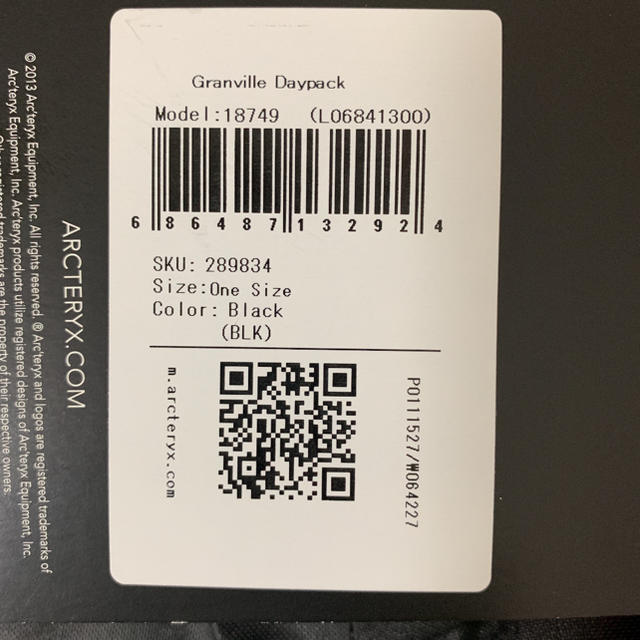 Granville Daypack
Model:18749 (L06841300)
6 86487 13292 4
SKU: 289834
Size:One Size
Color: Black
(BLK)
m.arcteryx.com
P0111527/W064227
ARCTERYX.COM
© 2013 Arc'teryx Equipment, Inc. All rights reserved. ® Arc'teryx and logos are registered trademarks of
Arc'teryx Equipment, Inc. Arc'teryx products utilize registered designs of Arc'teryx Equipment, Inc.
Other registered trademarks are the property of their respective owners.